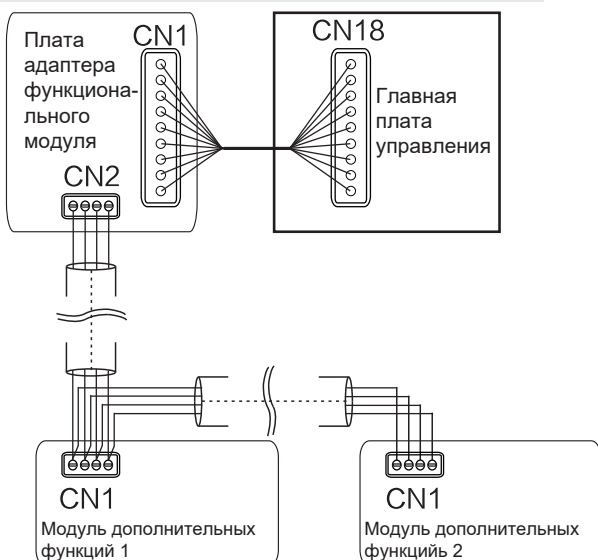 Плата
адаптера
функциона-
льного
модуля
CN1
CN18
Главная
плата
управления
CN2
CN1
Модуль дополнительных
функций 1
CN1
Модуль дополнительных
функцийь 2